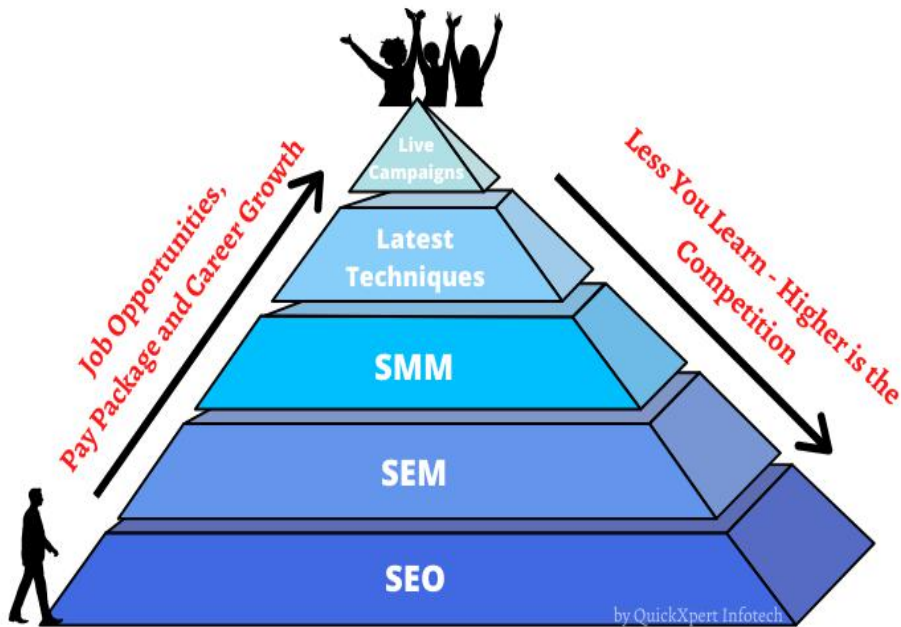 Live
Campaigns
Latest
Techniques
SMM
SEM
SEO
Job Opportunities,
Pay Package and Career Growth
Less You Learn - Higher is the
Competition
by QuickXpert Infotech